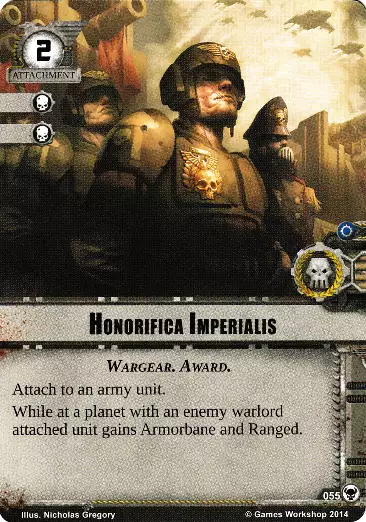 2
ATTACHMENT
HONORIFICA IMPERIALIS
WARGEAR. AWARD.
Attach to an army unit.
While at a planet with an enemy warlord
attached unit gains Armorbane and Ranged.
055
Illus. Nicholas Gregory © Games Workshop 2014